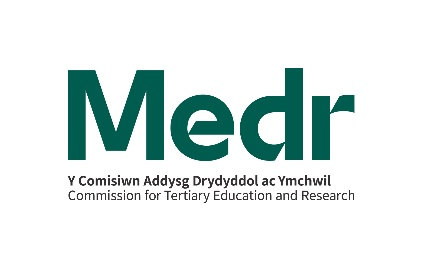 Medr
Y Comisiwn Addysg Drydyddol ac Ymchwil
Commission for Tertiary Education and Research